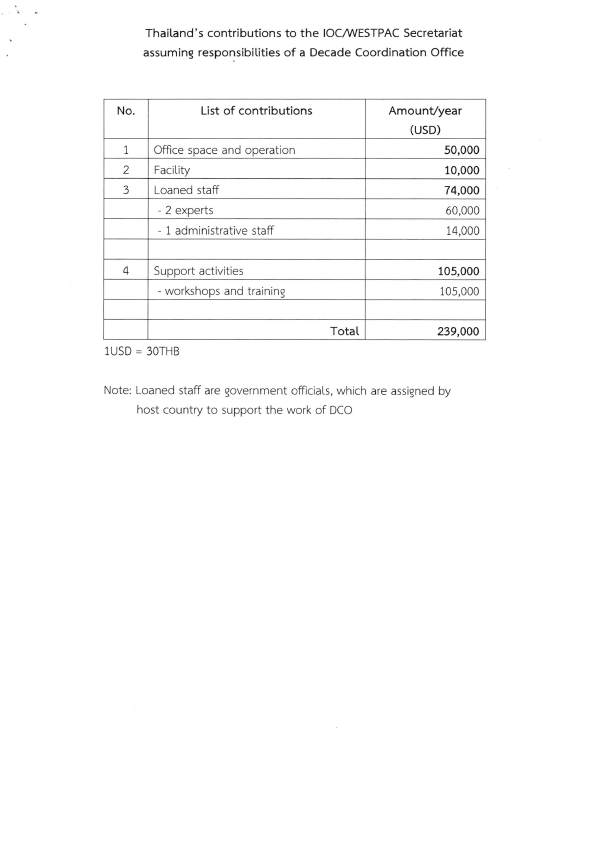 Thailand's contributions to the IOC/WESTPAC Secretariat
assuming responsibilities of a Decade Coordination Office
No. List of contributions Amount/year
(USD)
1 Office space and operation 50,000
2 Facility 10,000
3 Loaned staff 74,000
- 2 experts 60,000
- 1 administrative staff 14,000
4 Support activities 105,000
- workshops and training 105,000
Total 239,000
1USD = 30THB
Note: Loaned staff are government officials, which are assigned by
host country to support the work of DCO